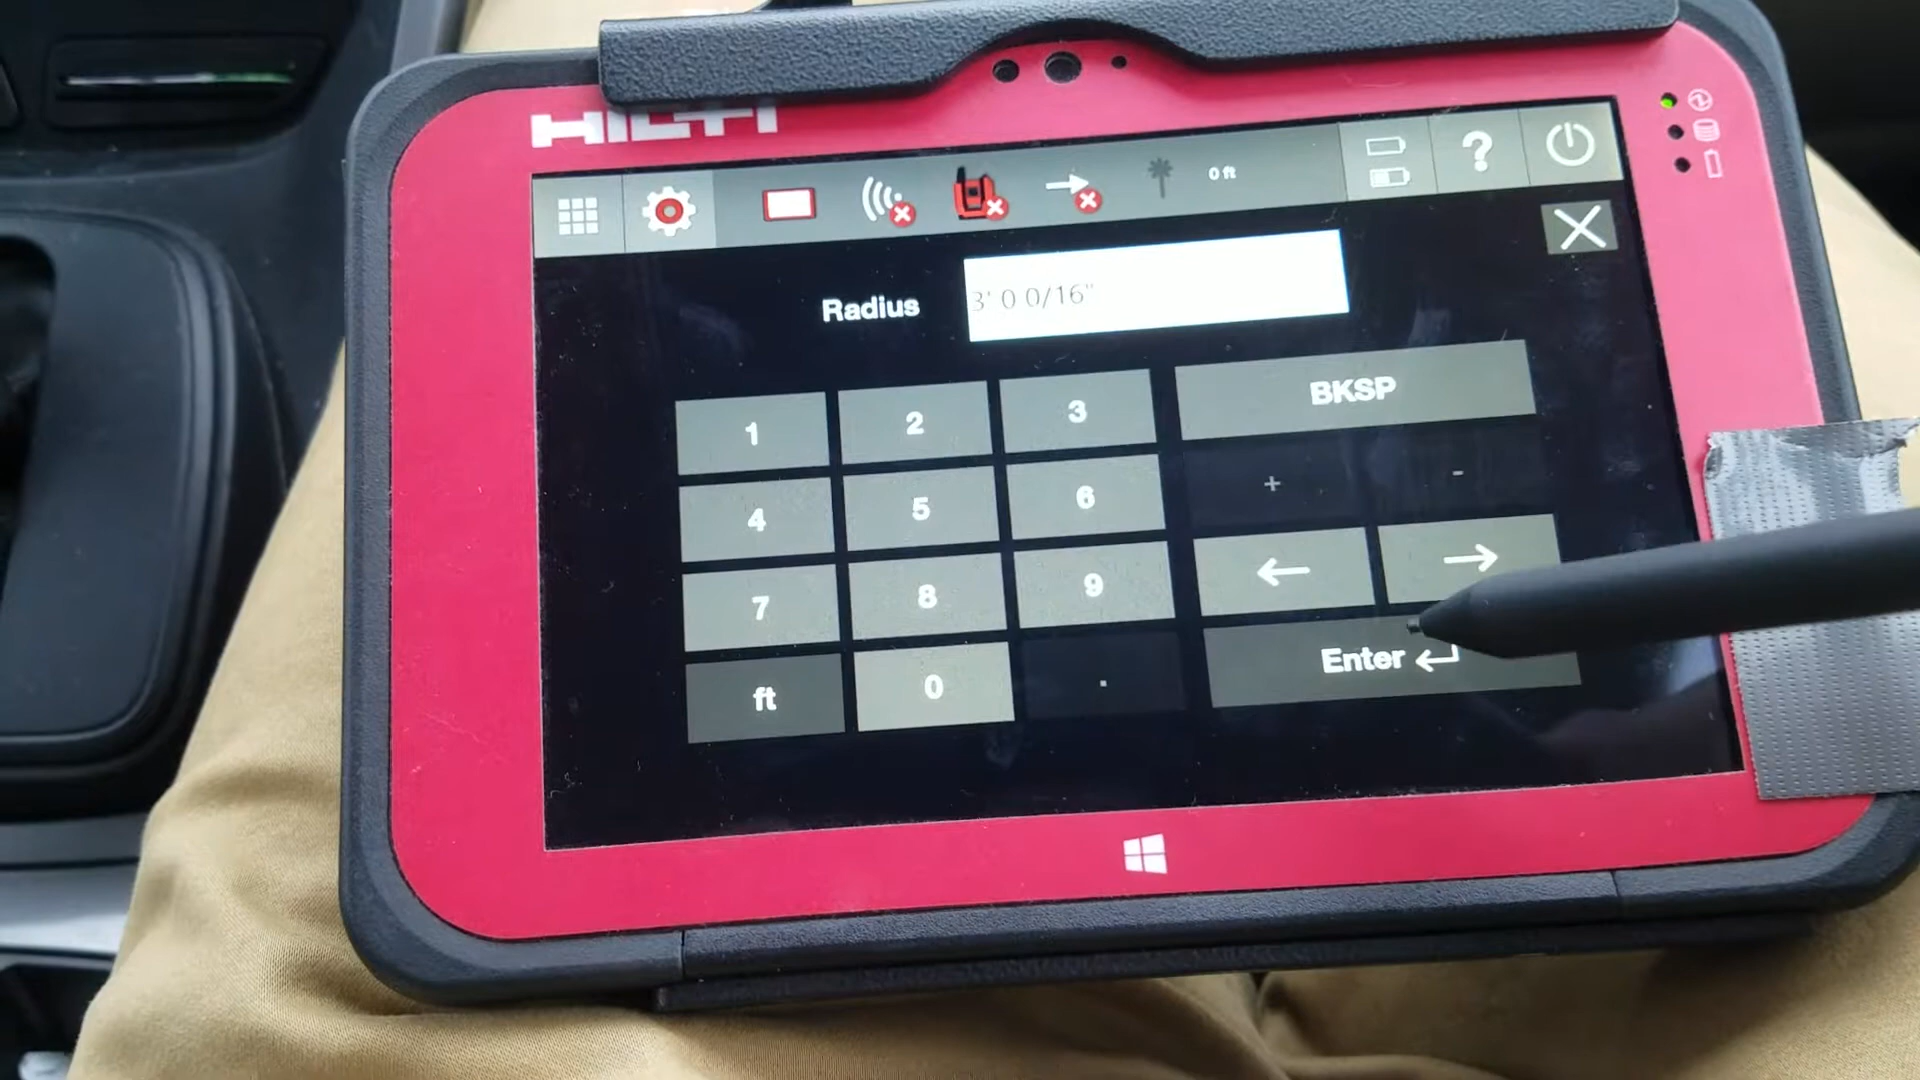 HILTI
? 0 ft
Radius 3' 0 0/16"
1 2 3 BKSP
4 5 6 + -
7 8 9 ← →
ft 0 . Enter ↵